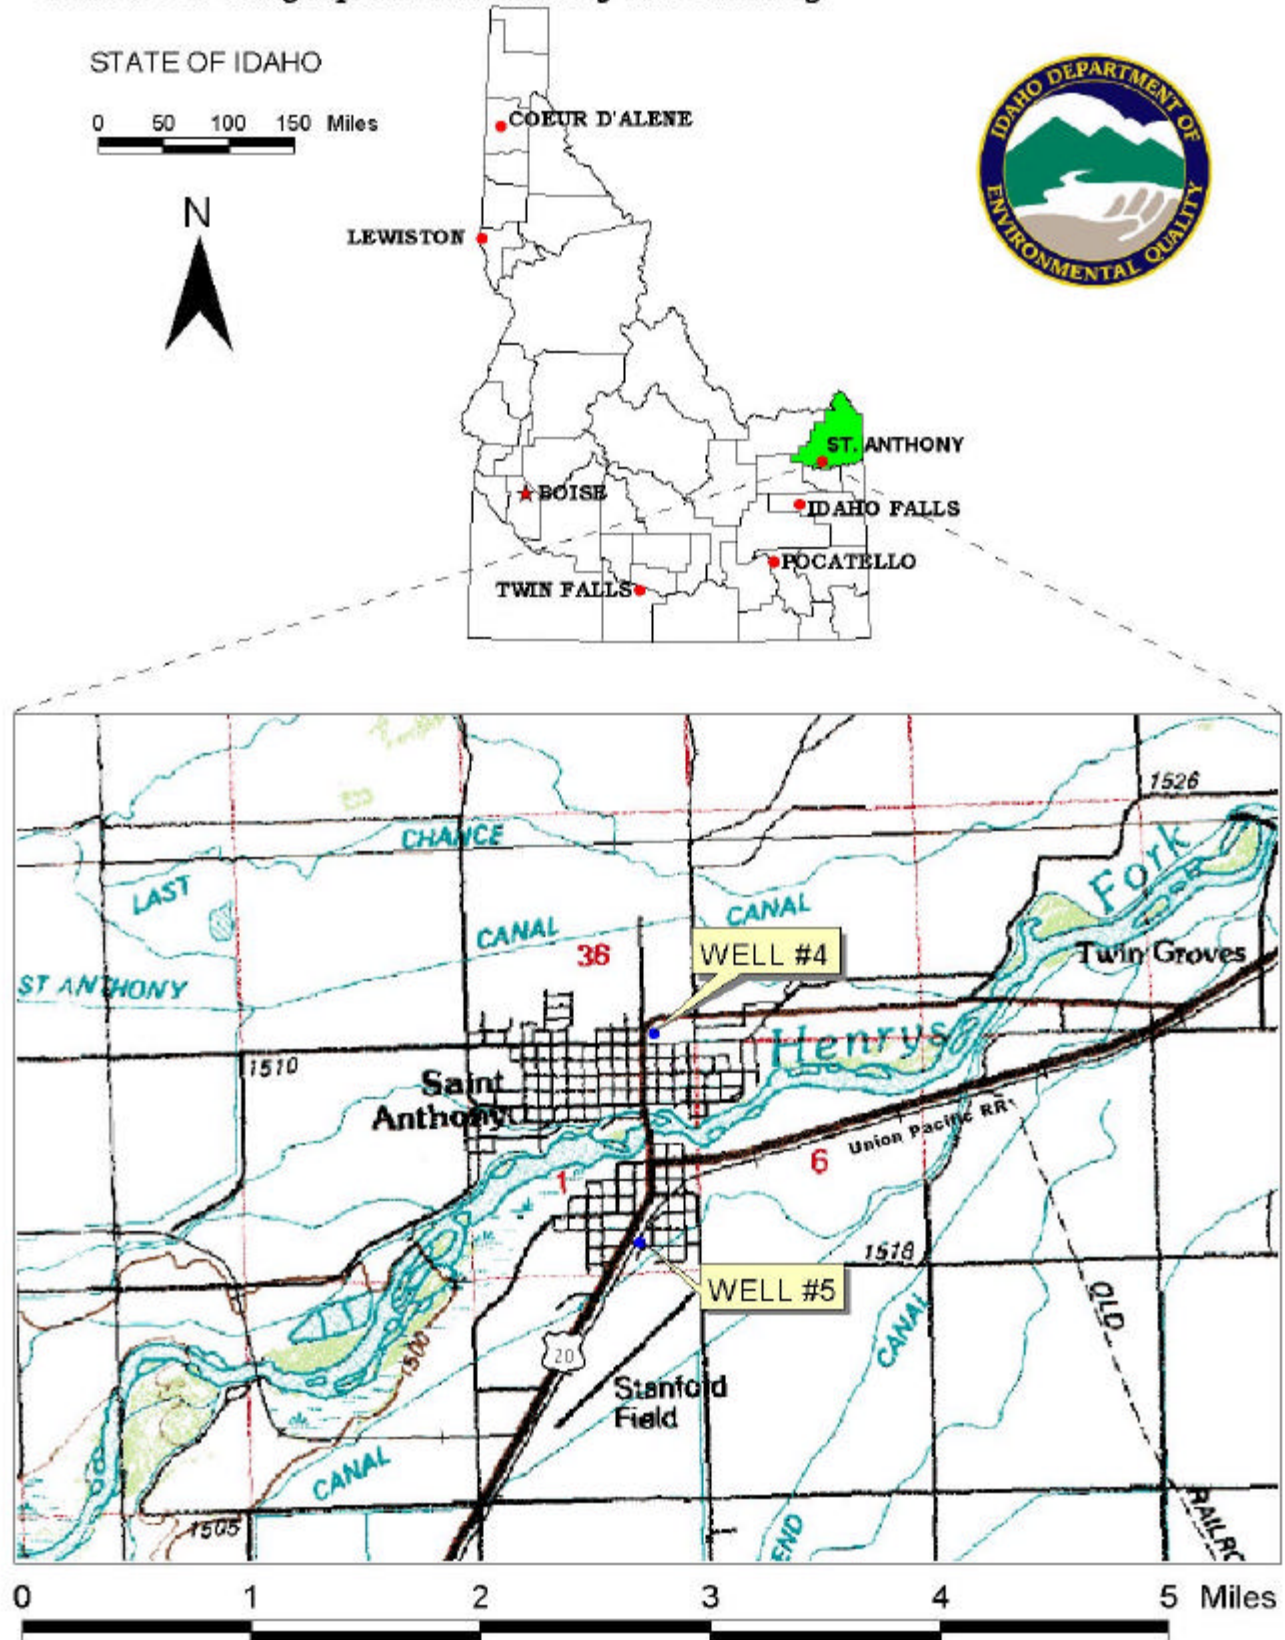 STATE OF IDAHO
0 50 100 150 Miles
N
COEUR D'ALENE
LEWISTON
IDAHO DEPARTMENT OF
ENVIRONMENTAL QUALITY
ST. ANTHONY
BOISE
IDAHO FALLS
POCATELLO
TWIN FALLS
1526
CHANCE
Fork
LAST
CANAL
CANAL
36
WELL #4
Twin Groves
ST ANTHONY
Henrys
1510
Saint
Anthony
Union Pacific RR
6
1
1518
WELL #5
OLD
CANAL
1500
20
Stanford
Field
CANAL
1505
END
RAILRO
0 1 2 3 4 5 Miles